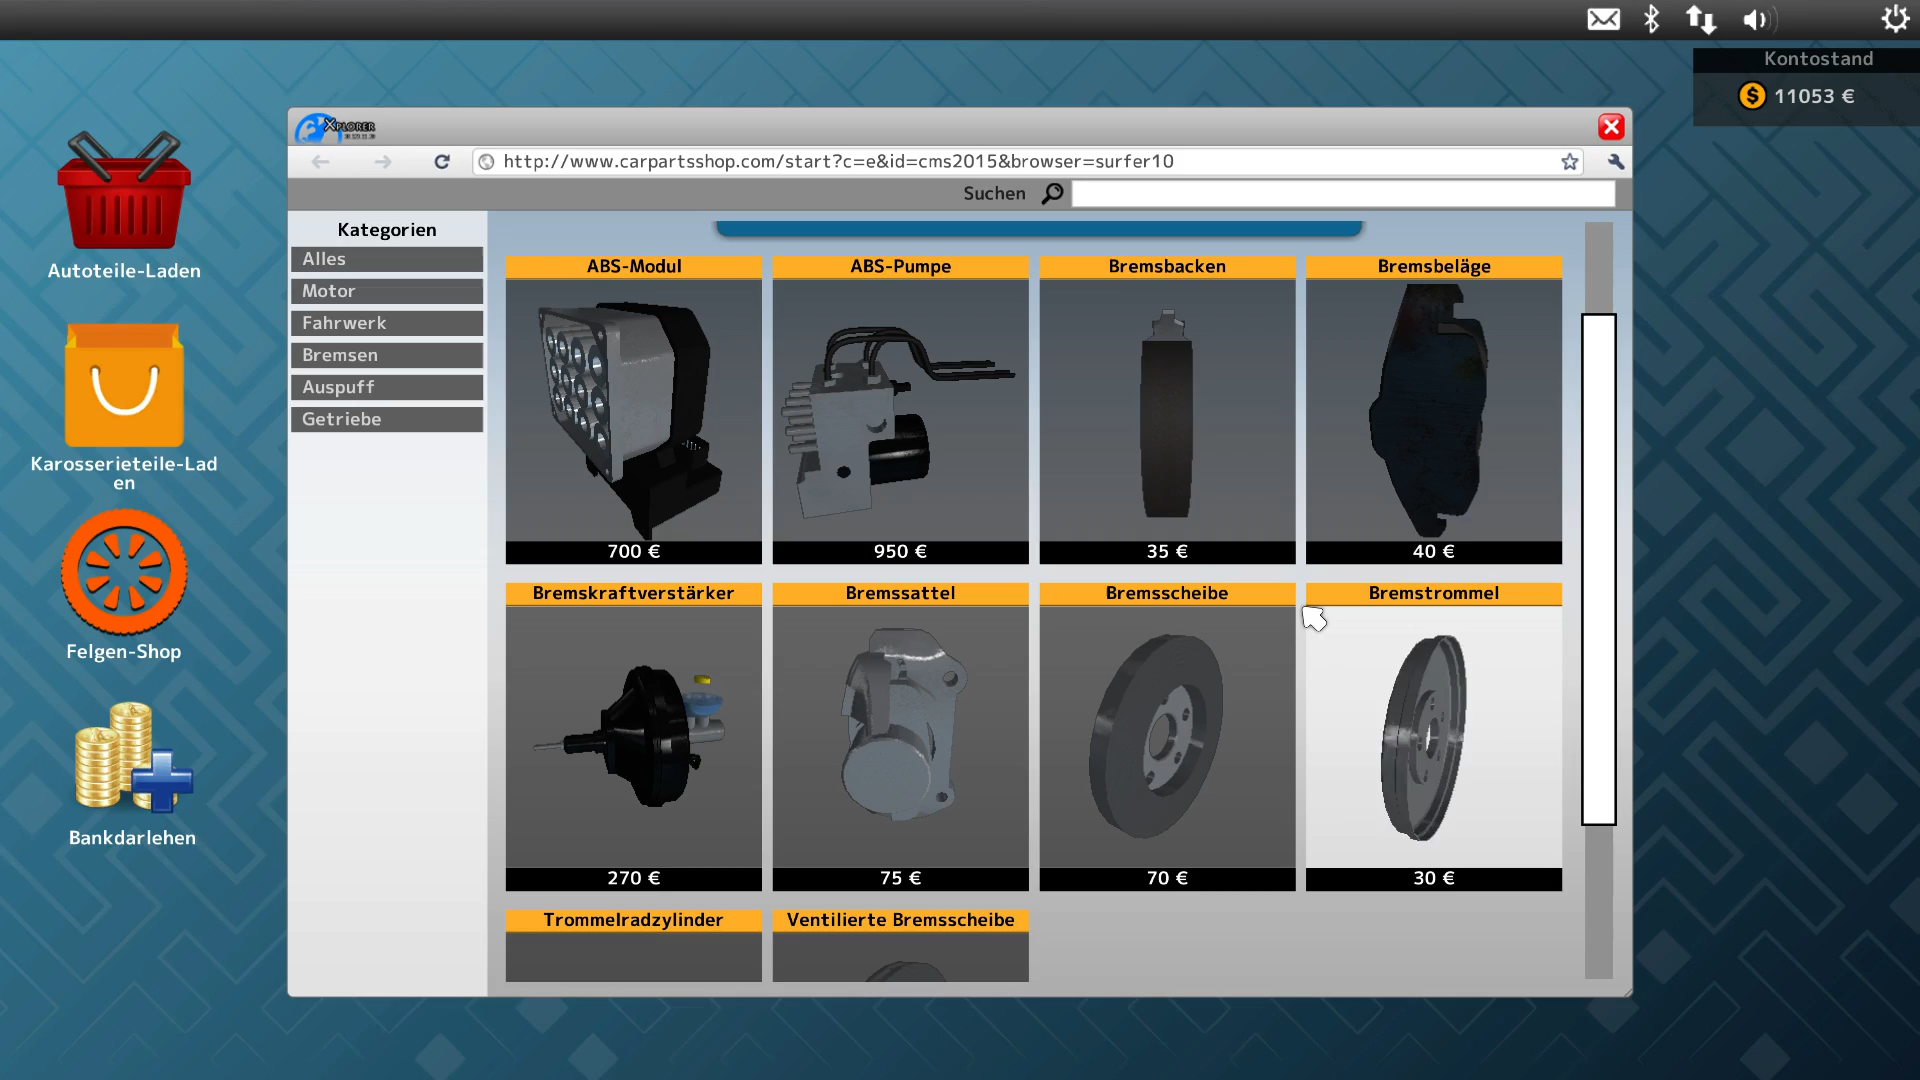 Kontostand
$ 11053 €
XPLORER
http://www.carpartsshop.com/start?c=e&id=cms2015&browser=surfer10
Suchen
Kategorien
Alles
Motor
Fahrwerk
Bremsen
Auspuff
Getriebe
Autoteile-Laden
Karosserieteile-Lad
en
Felgen-Shop
Bankdarlehen
ABS-Modul
700 €
ABS-Pumpe
950 €
Bremsbacken
35 €
Bremsbeläge
40 €
Bremskraftverstärker
270 €
Bremssattel
75 €
Bremsscheibe
70 €
Bremstrommel
30 €
Trommelradzylinder
Ventilierte Bremsscheibe